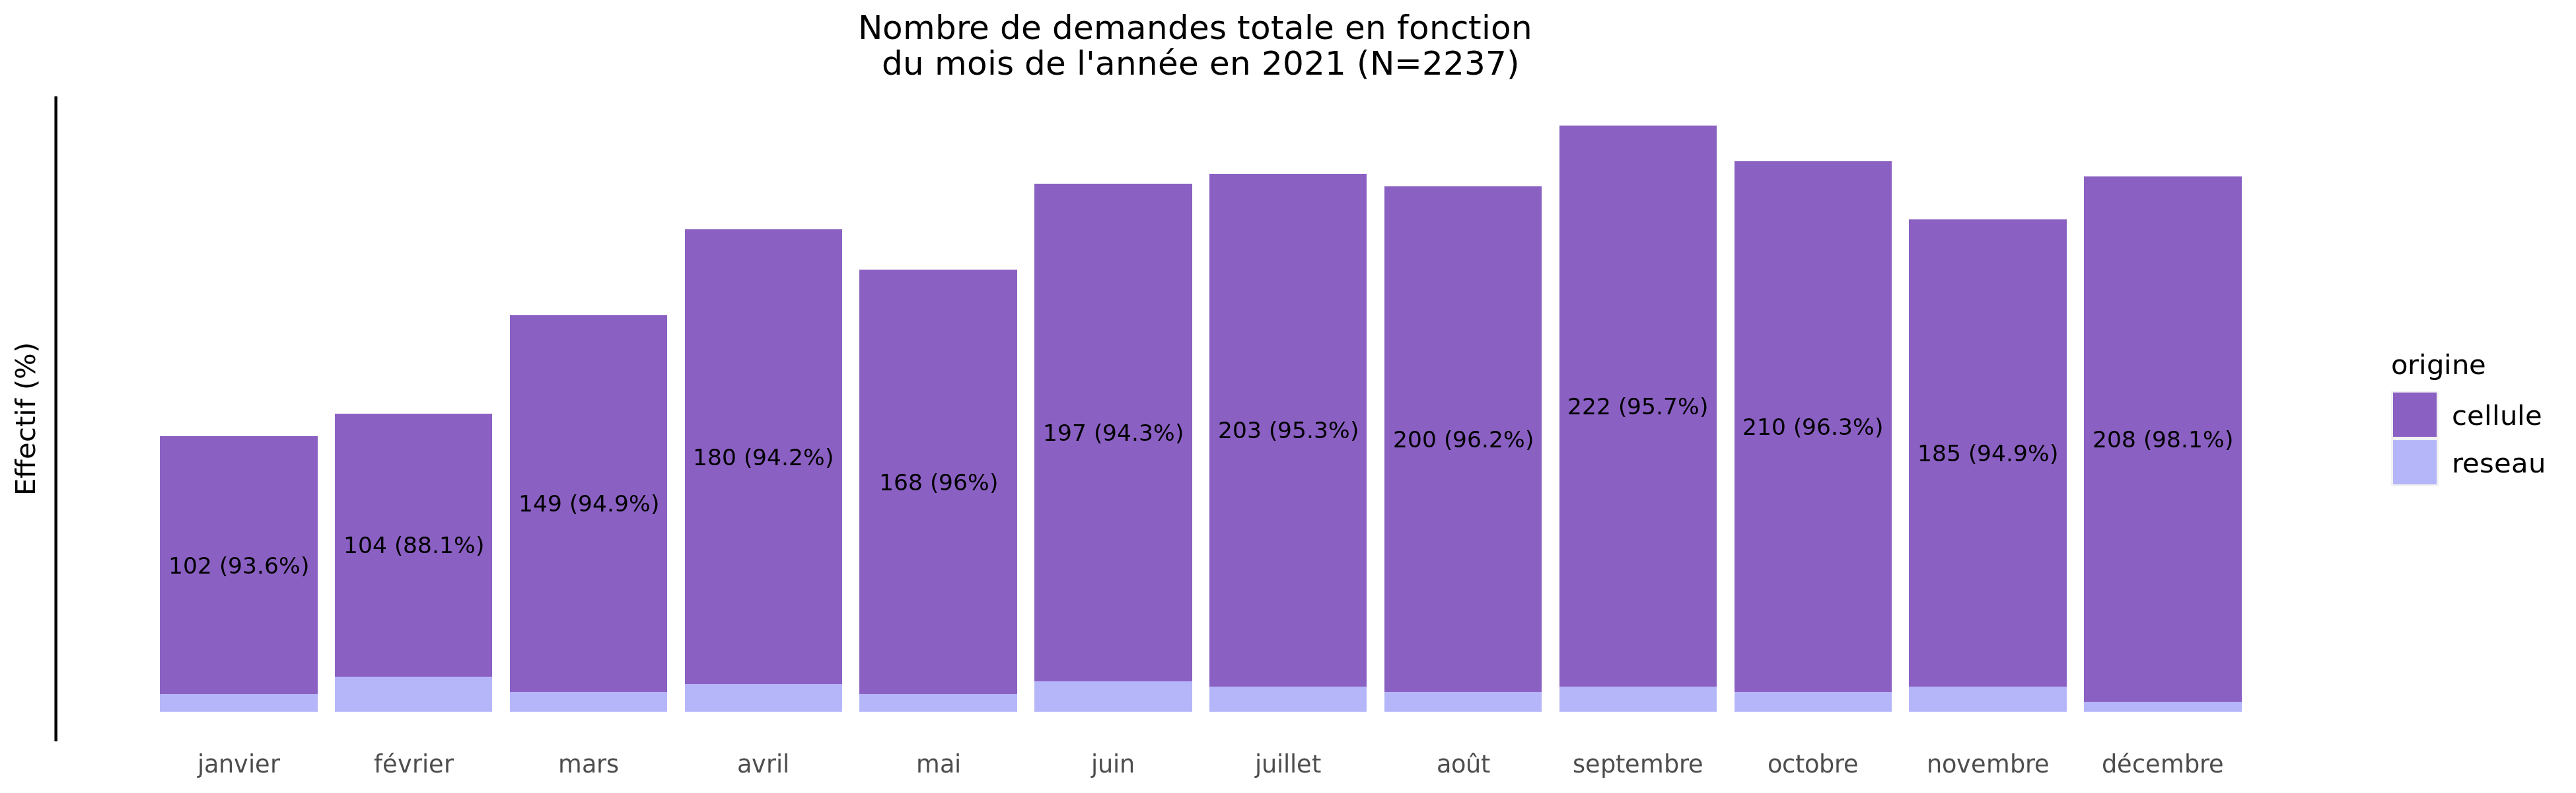 Nombre de demandes totale en fonction
du mois de l'année en 2021 (N=2237)
Effectif (%)
102 (93.6%)
104 (88.1%)
149 (94.9%)
180 (94.2%)
168 (96%)
197 (94.3%)
203 (95.3%)
200 (96.2%)
222 (95.7%)
210 (96.3%)
185 (94.9%)
208 (98.1%)
janvier
février
mars
avril
mai
juin
juillet
août
septembre
octobre
novembre
décembre
origine
cellule
reseau